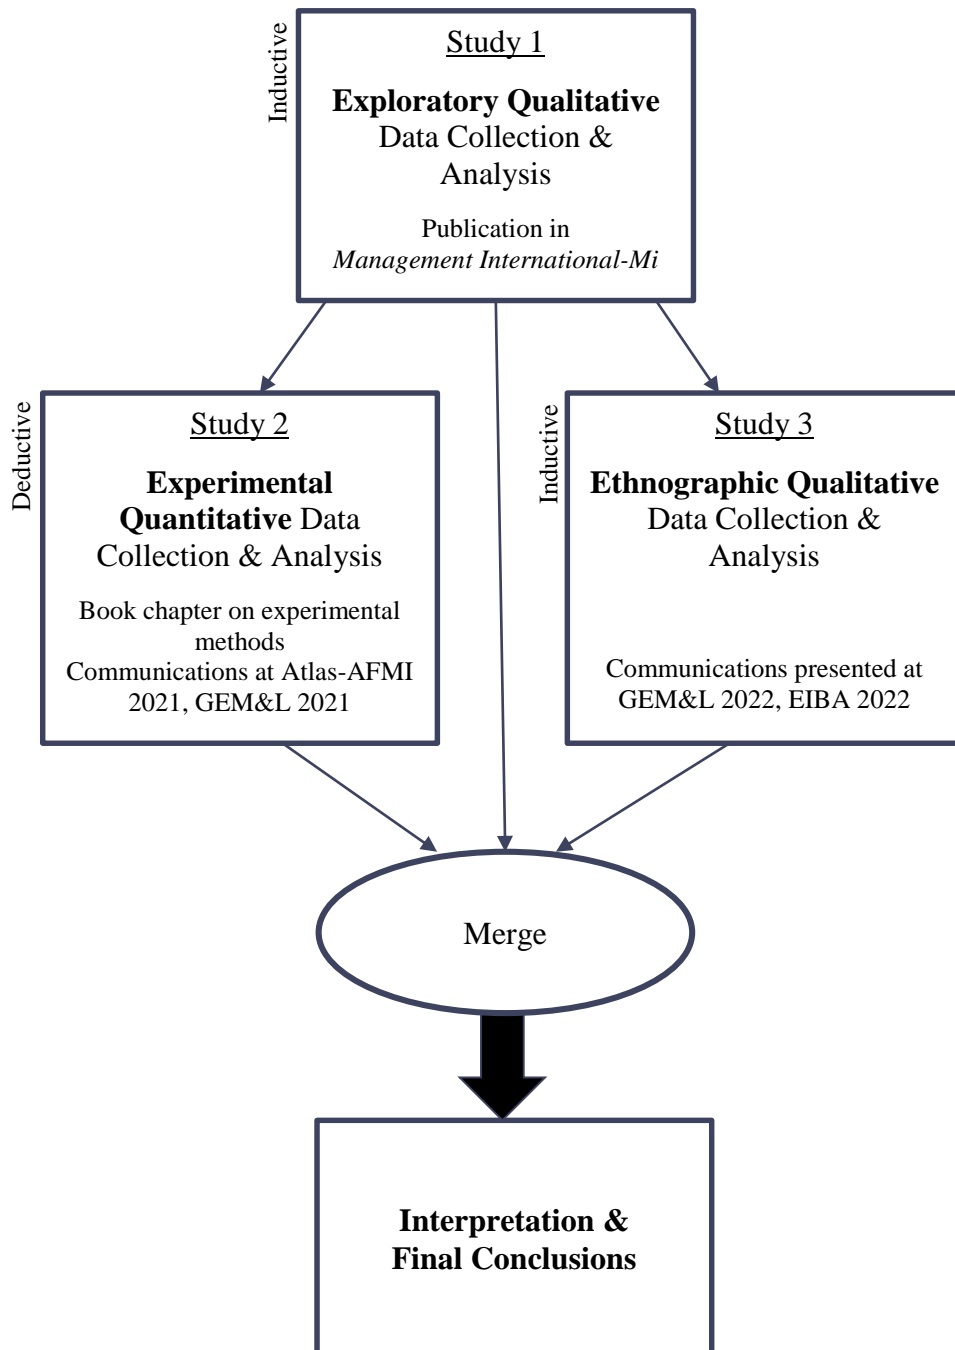 Inductive
Study 1
Exploratory Qualitative
Data Collection &
Analysis
Publication in
Management International-Mi
Deductive
Study 2
Experimental
Quantitative Data
Collection & Analysis
Book chapter on experimental
methods
Communications at Atlas-AFMI
2021, GEM&L 2021
Inductive
Study 3
Ethnographic Qualitative
Data Collection &
Analysis
Communications presented at
GEM&L 2022, EIBA 2022
Merge
Interpretation &
Final Conclusions